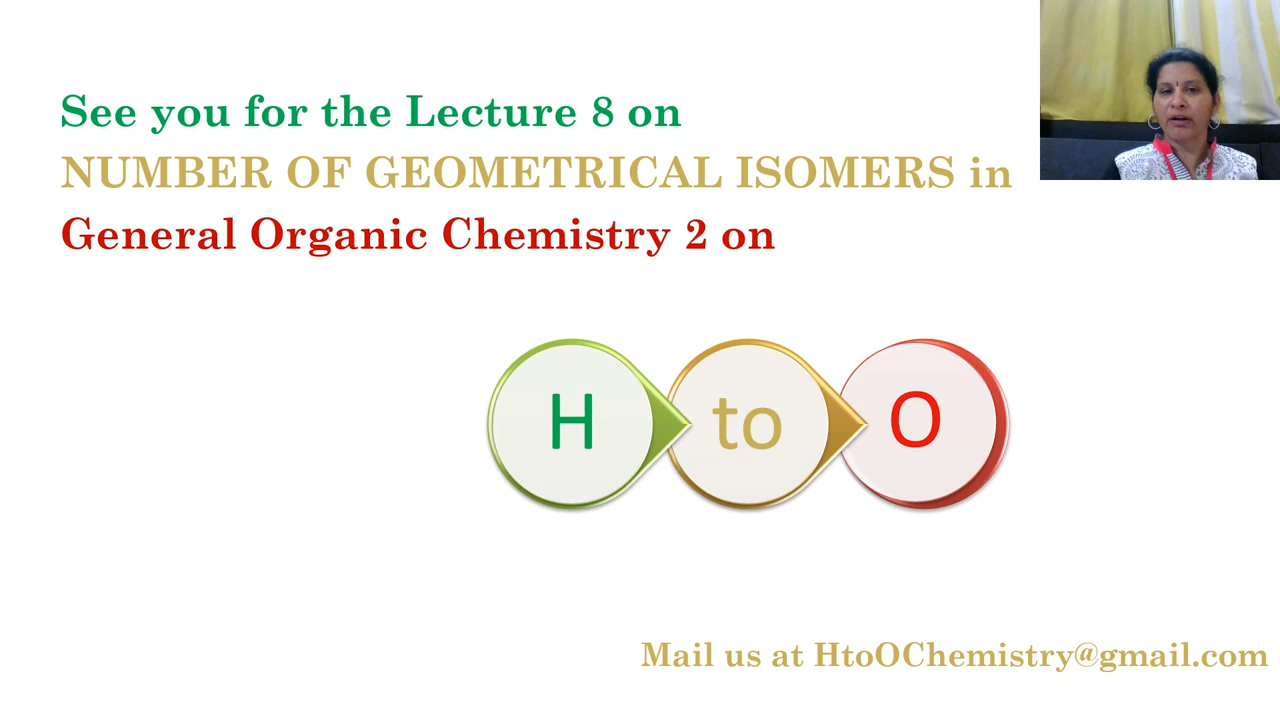 See you for the Lecture 8 on
NUMBER OF GEOMETRICAL ISOMERS in
General Organic Chemistry 2 on
H to O
Mail us at HtoOChemistry@gmail.com